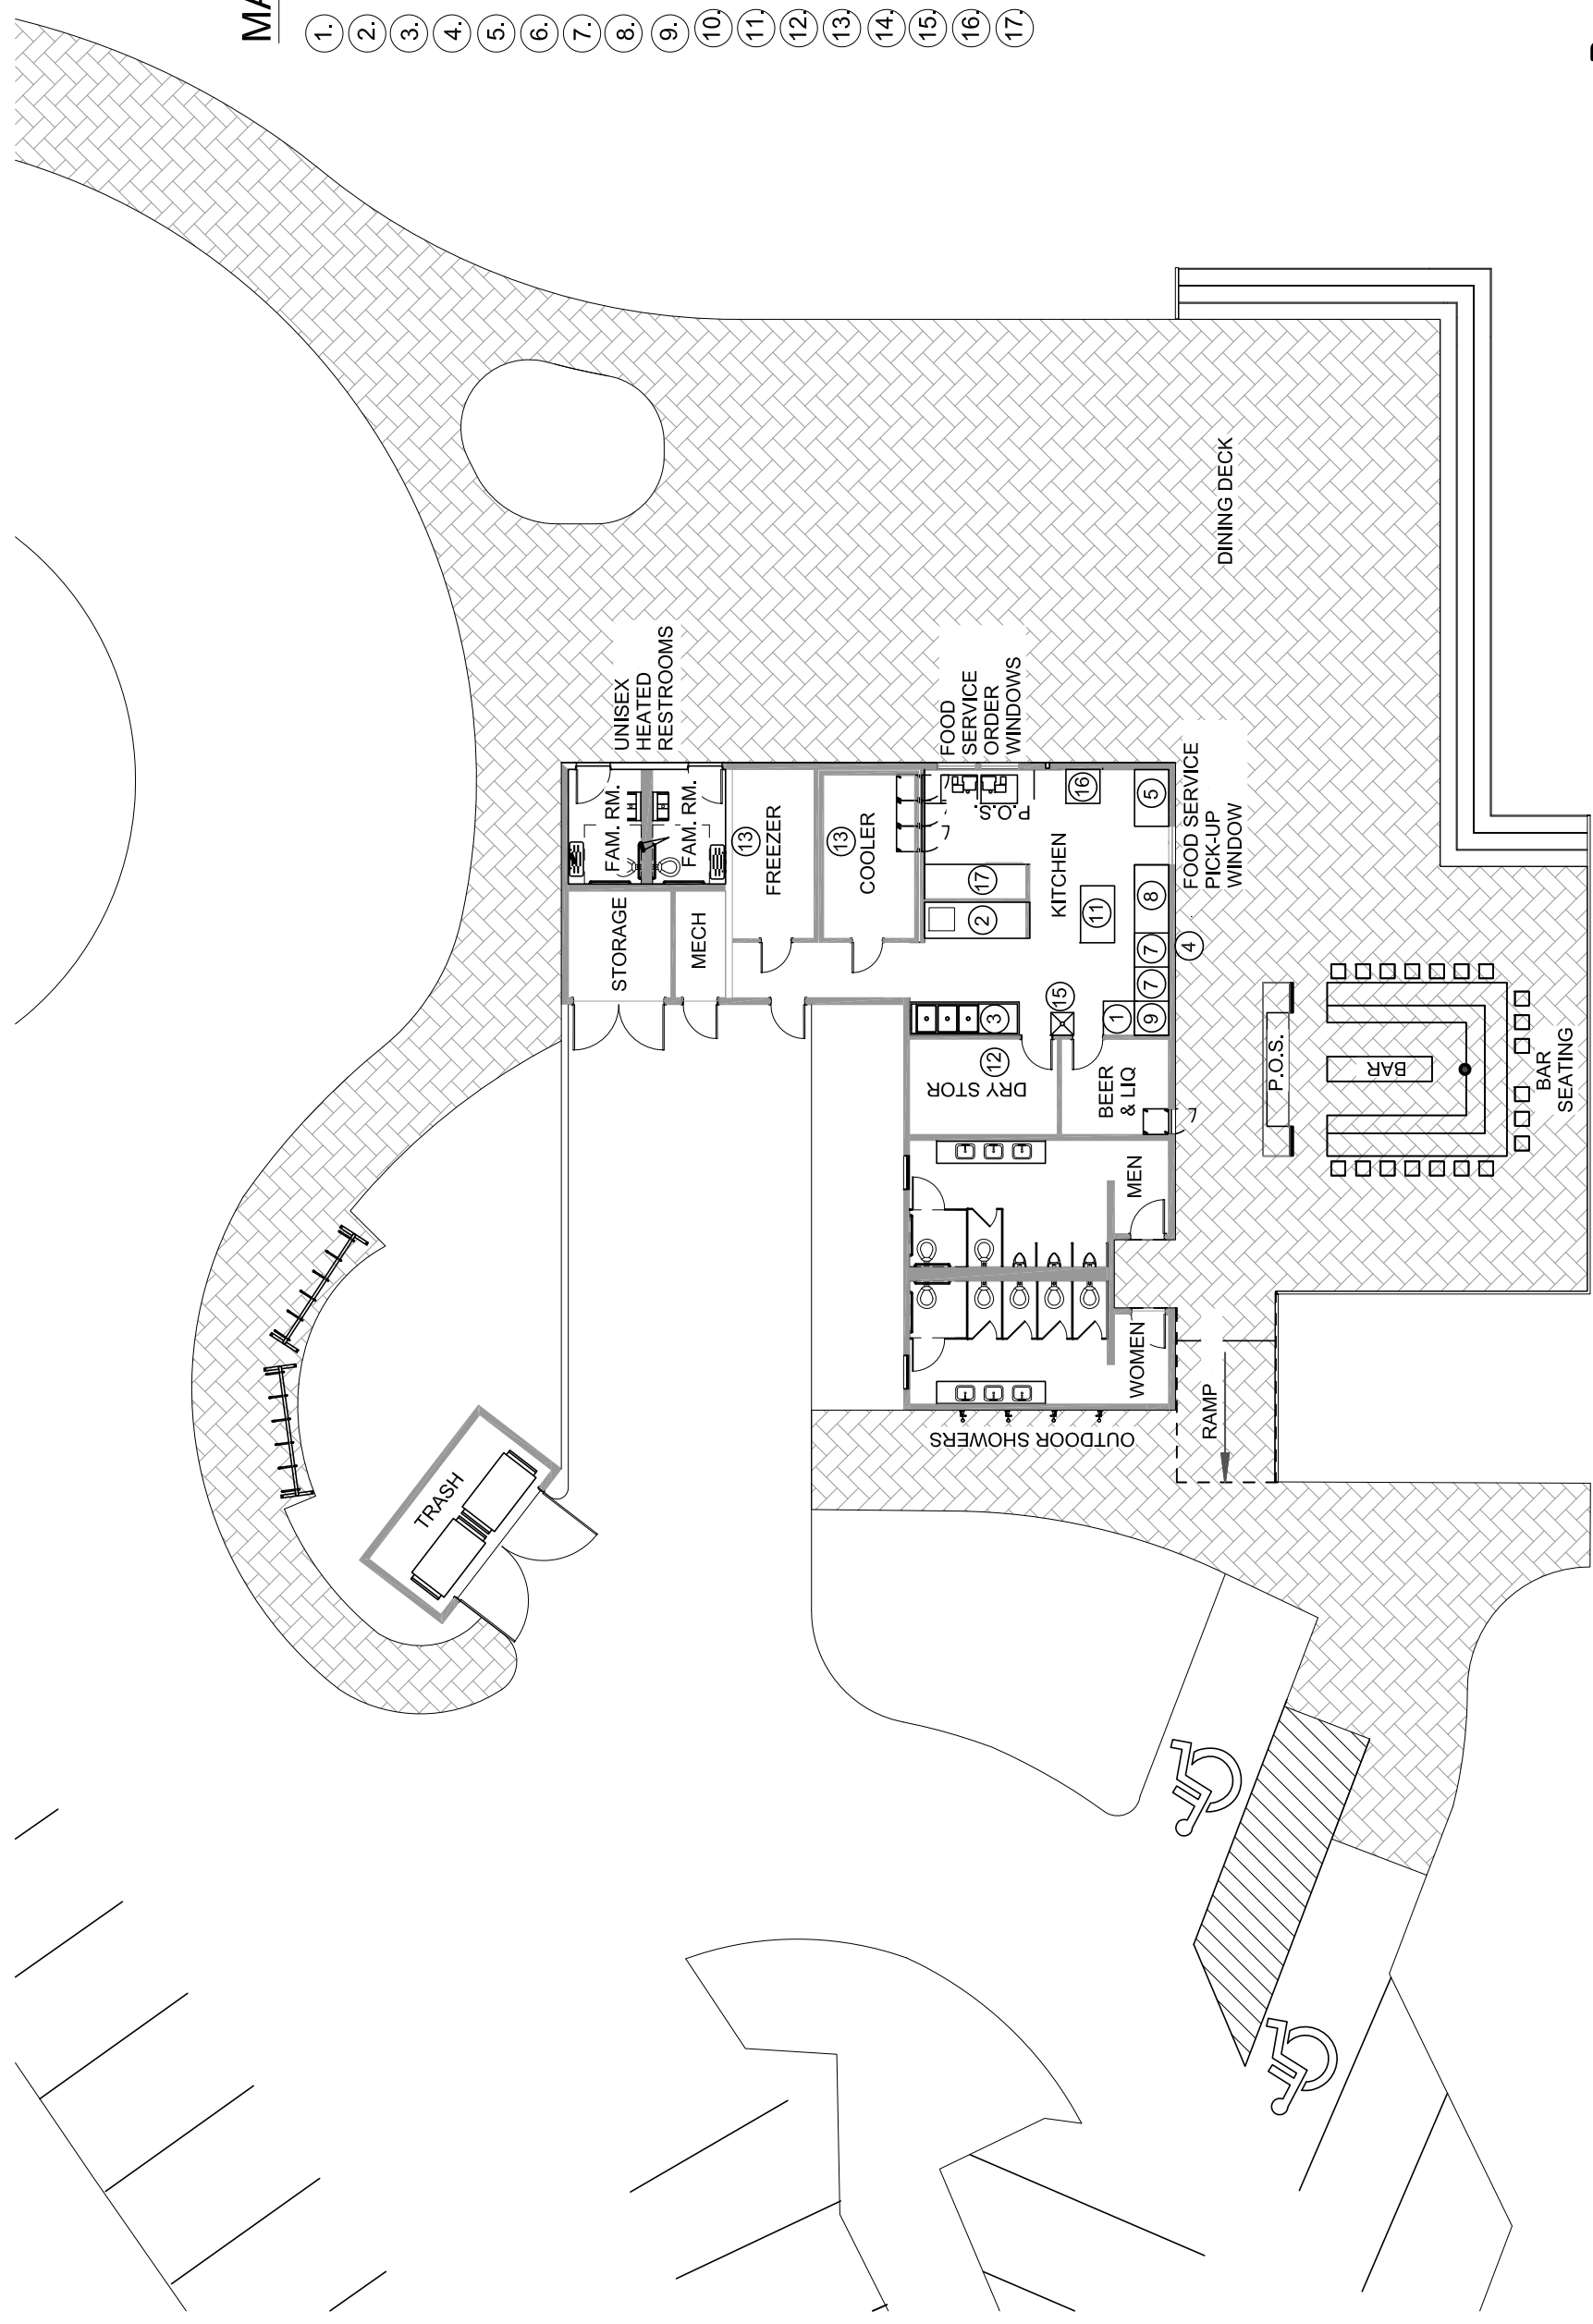 MA
1.
2.
3.
4.
5.
6.
7.
8.
9.
10.
11.
12.
13.
14.
15.
16.
17.
UNISEX
HEATED
RESTROOMS
FAM. RM.
FAM. RM.
STORAGE
MECH
13
FREEZER
13
COOLER
FOOD
SERVICE
ORDER
WINDOWS
P.O.S.
16
5
17
2
KITCHEN
11
8
7
7
4
9
1
15
3
FOOD SERVICE
PICK-UP
WINDOW
DINING DECK
12
DRY STOR
BEER
& LIQ
MEN
WOMEN
OUTDOOR SHOWERS
RAMP
P.O.S.
BAR
BAR
SEATING
TRASH